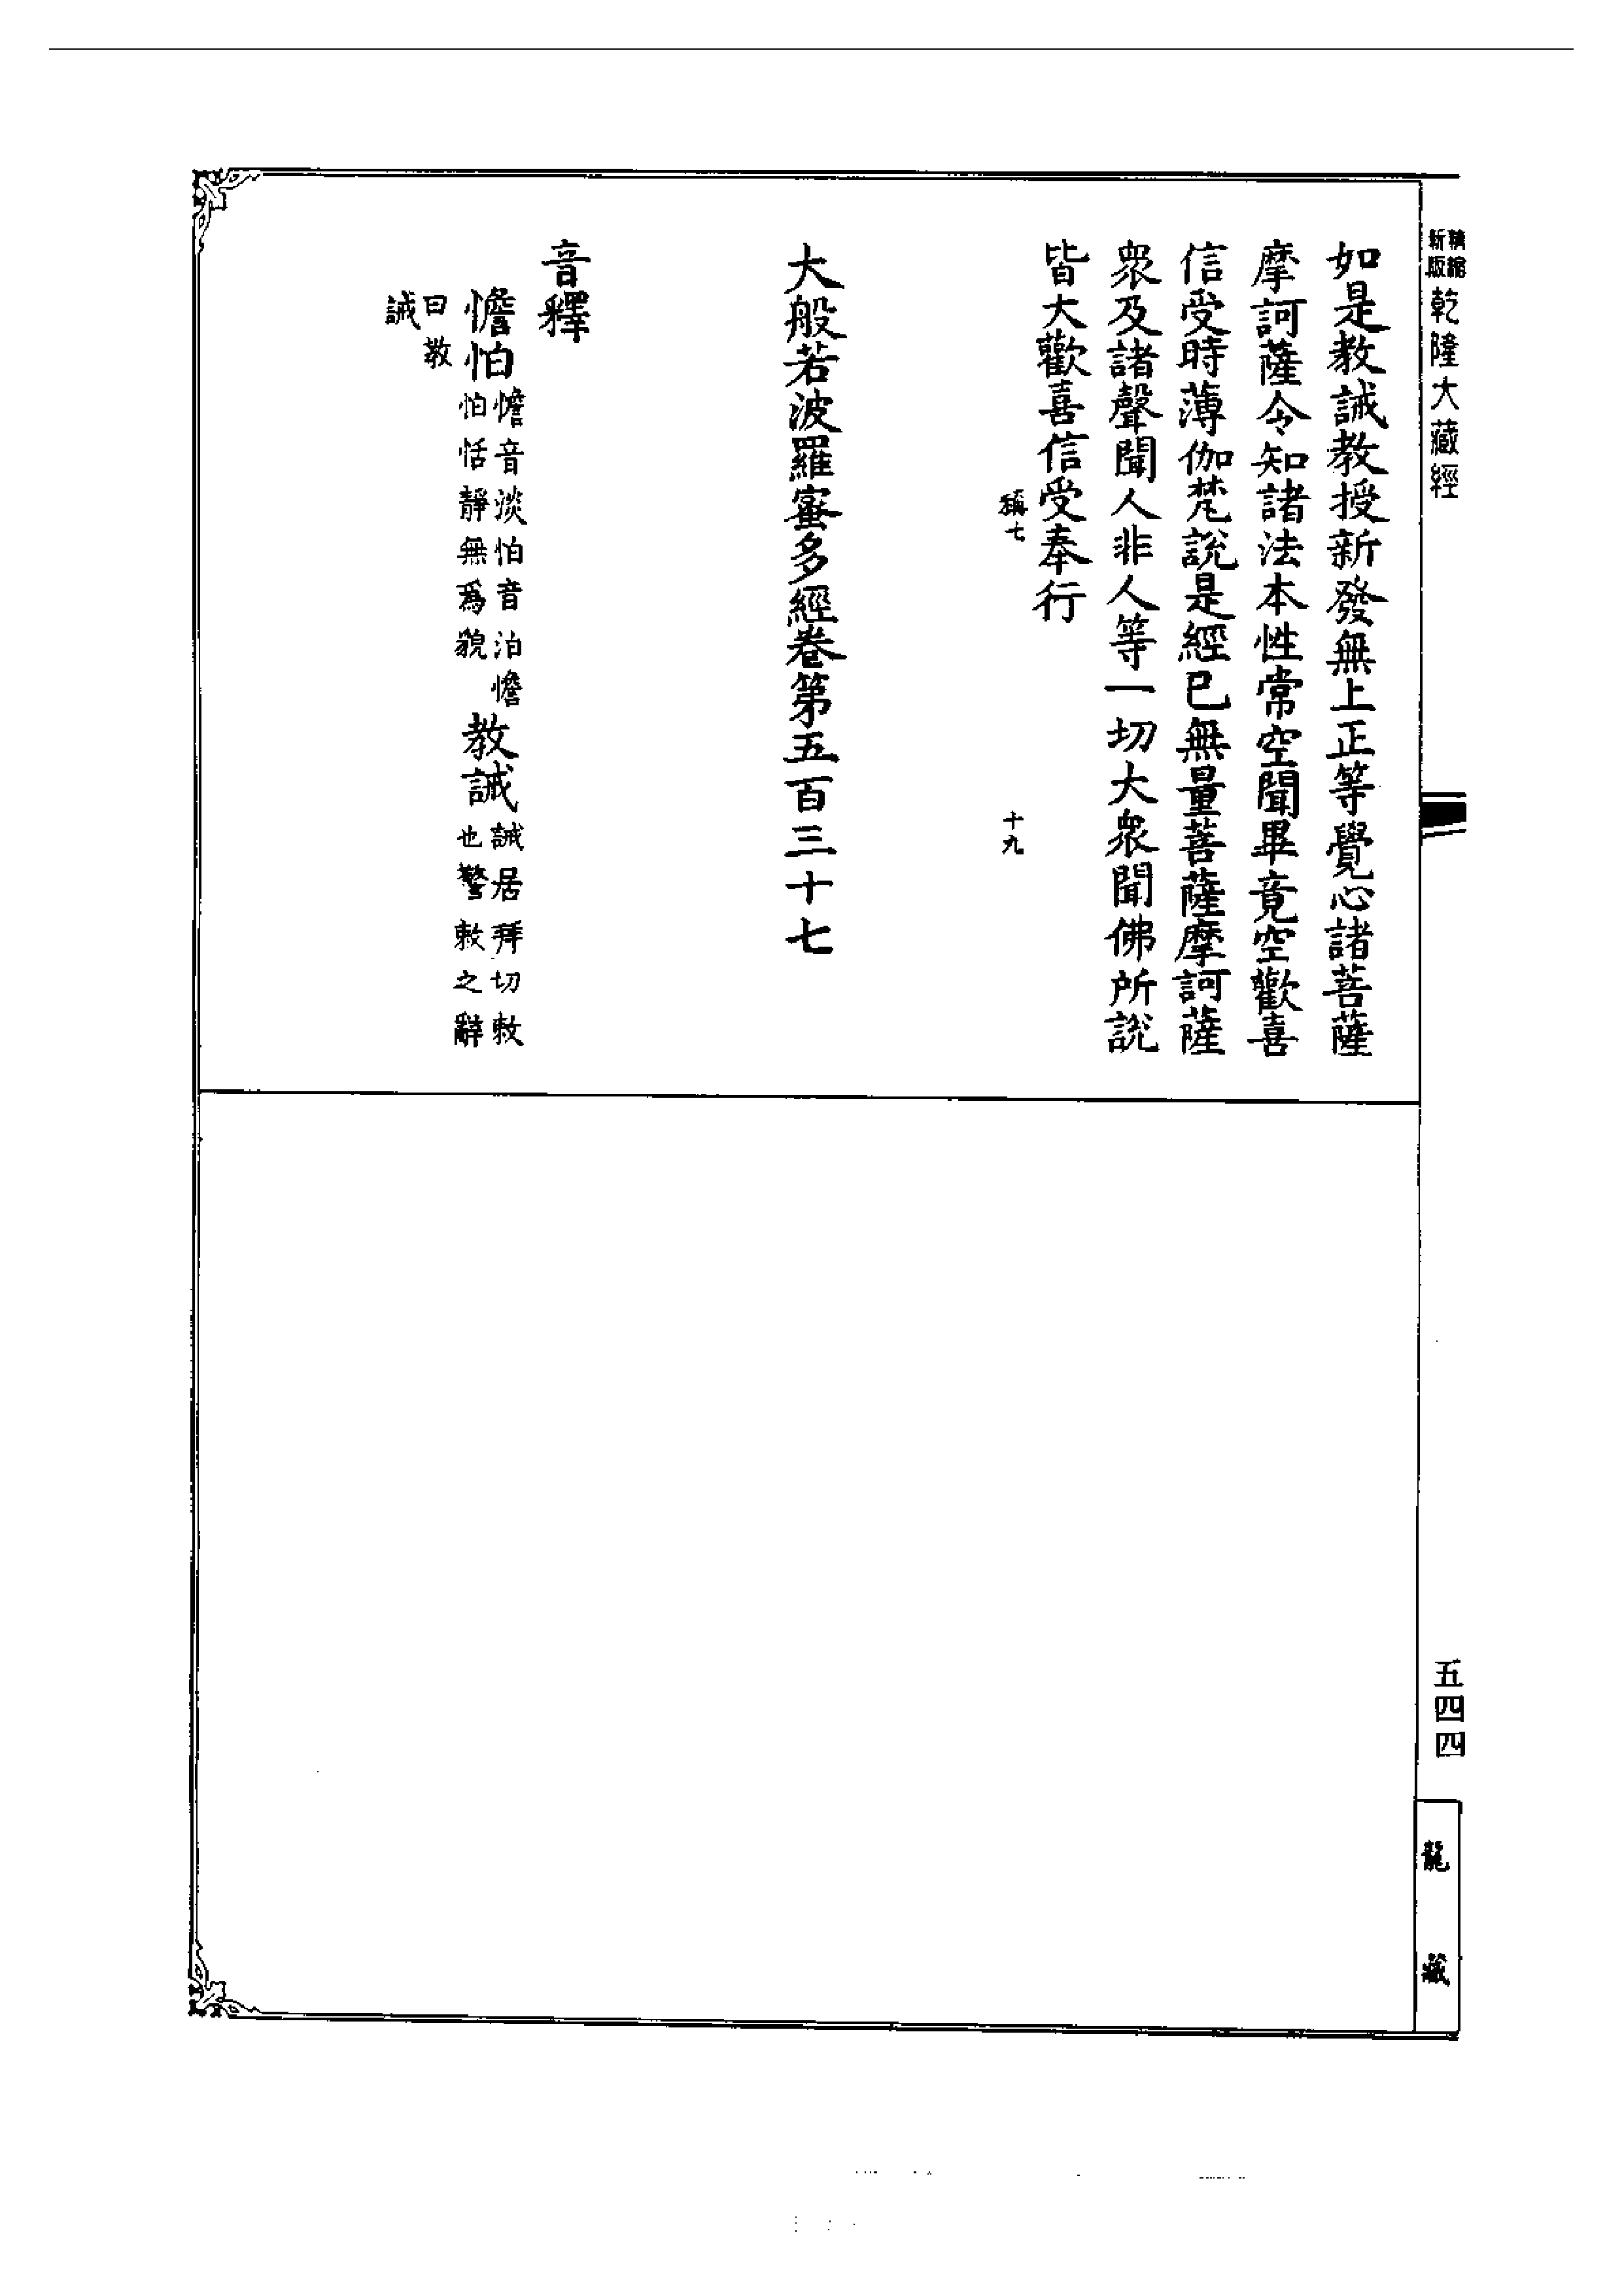 精縮新版乾隆大藏經
如是教誡教授新發無上正等覺心諸菩薩
摩訶薩令知諸法本性常空聞畢竟空歡喜
信受時薄伽梵說是經已無量菩薩摩訶薩
眾及諸聲聞人非人等一切大眾聞佛所說
皆大歡喜信受奉行
稱七
十九
大般若波羅蜜多經卷第五百三十七
音釋
憺怕憺音淡怕音泊憺怕恬靜無為貌教誡誡居拜切敕也警敕之辭
曰教誡
五四四
龍藏